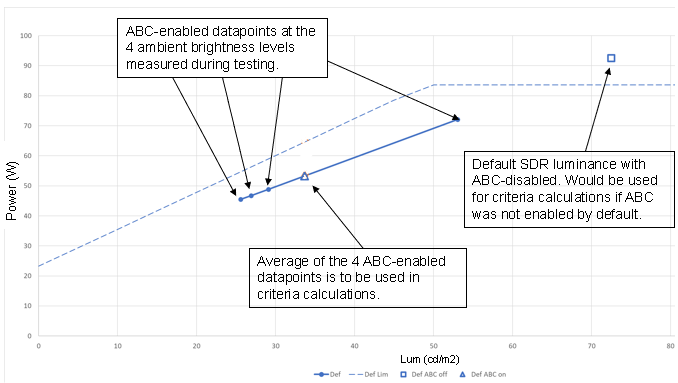 ABC-enabled datapoints at the
4 ambient brightness levels
measured during testing.
100
90
80
70
60
50
40
30
20
10
0
Power (W)
Default SDR luminance with
ABC-disabled. Would be used
for criteria calculations if ABC
was not enabled by default.
Average of the 4 ABC-enabled
datapoints is to be used in
criteria calculations.
0 10 20 30 40 50 60 70 80
Lum (cd/m2)
Def Def Lim Def ABC off Def ABC on